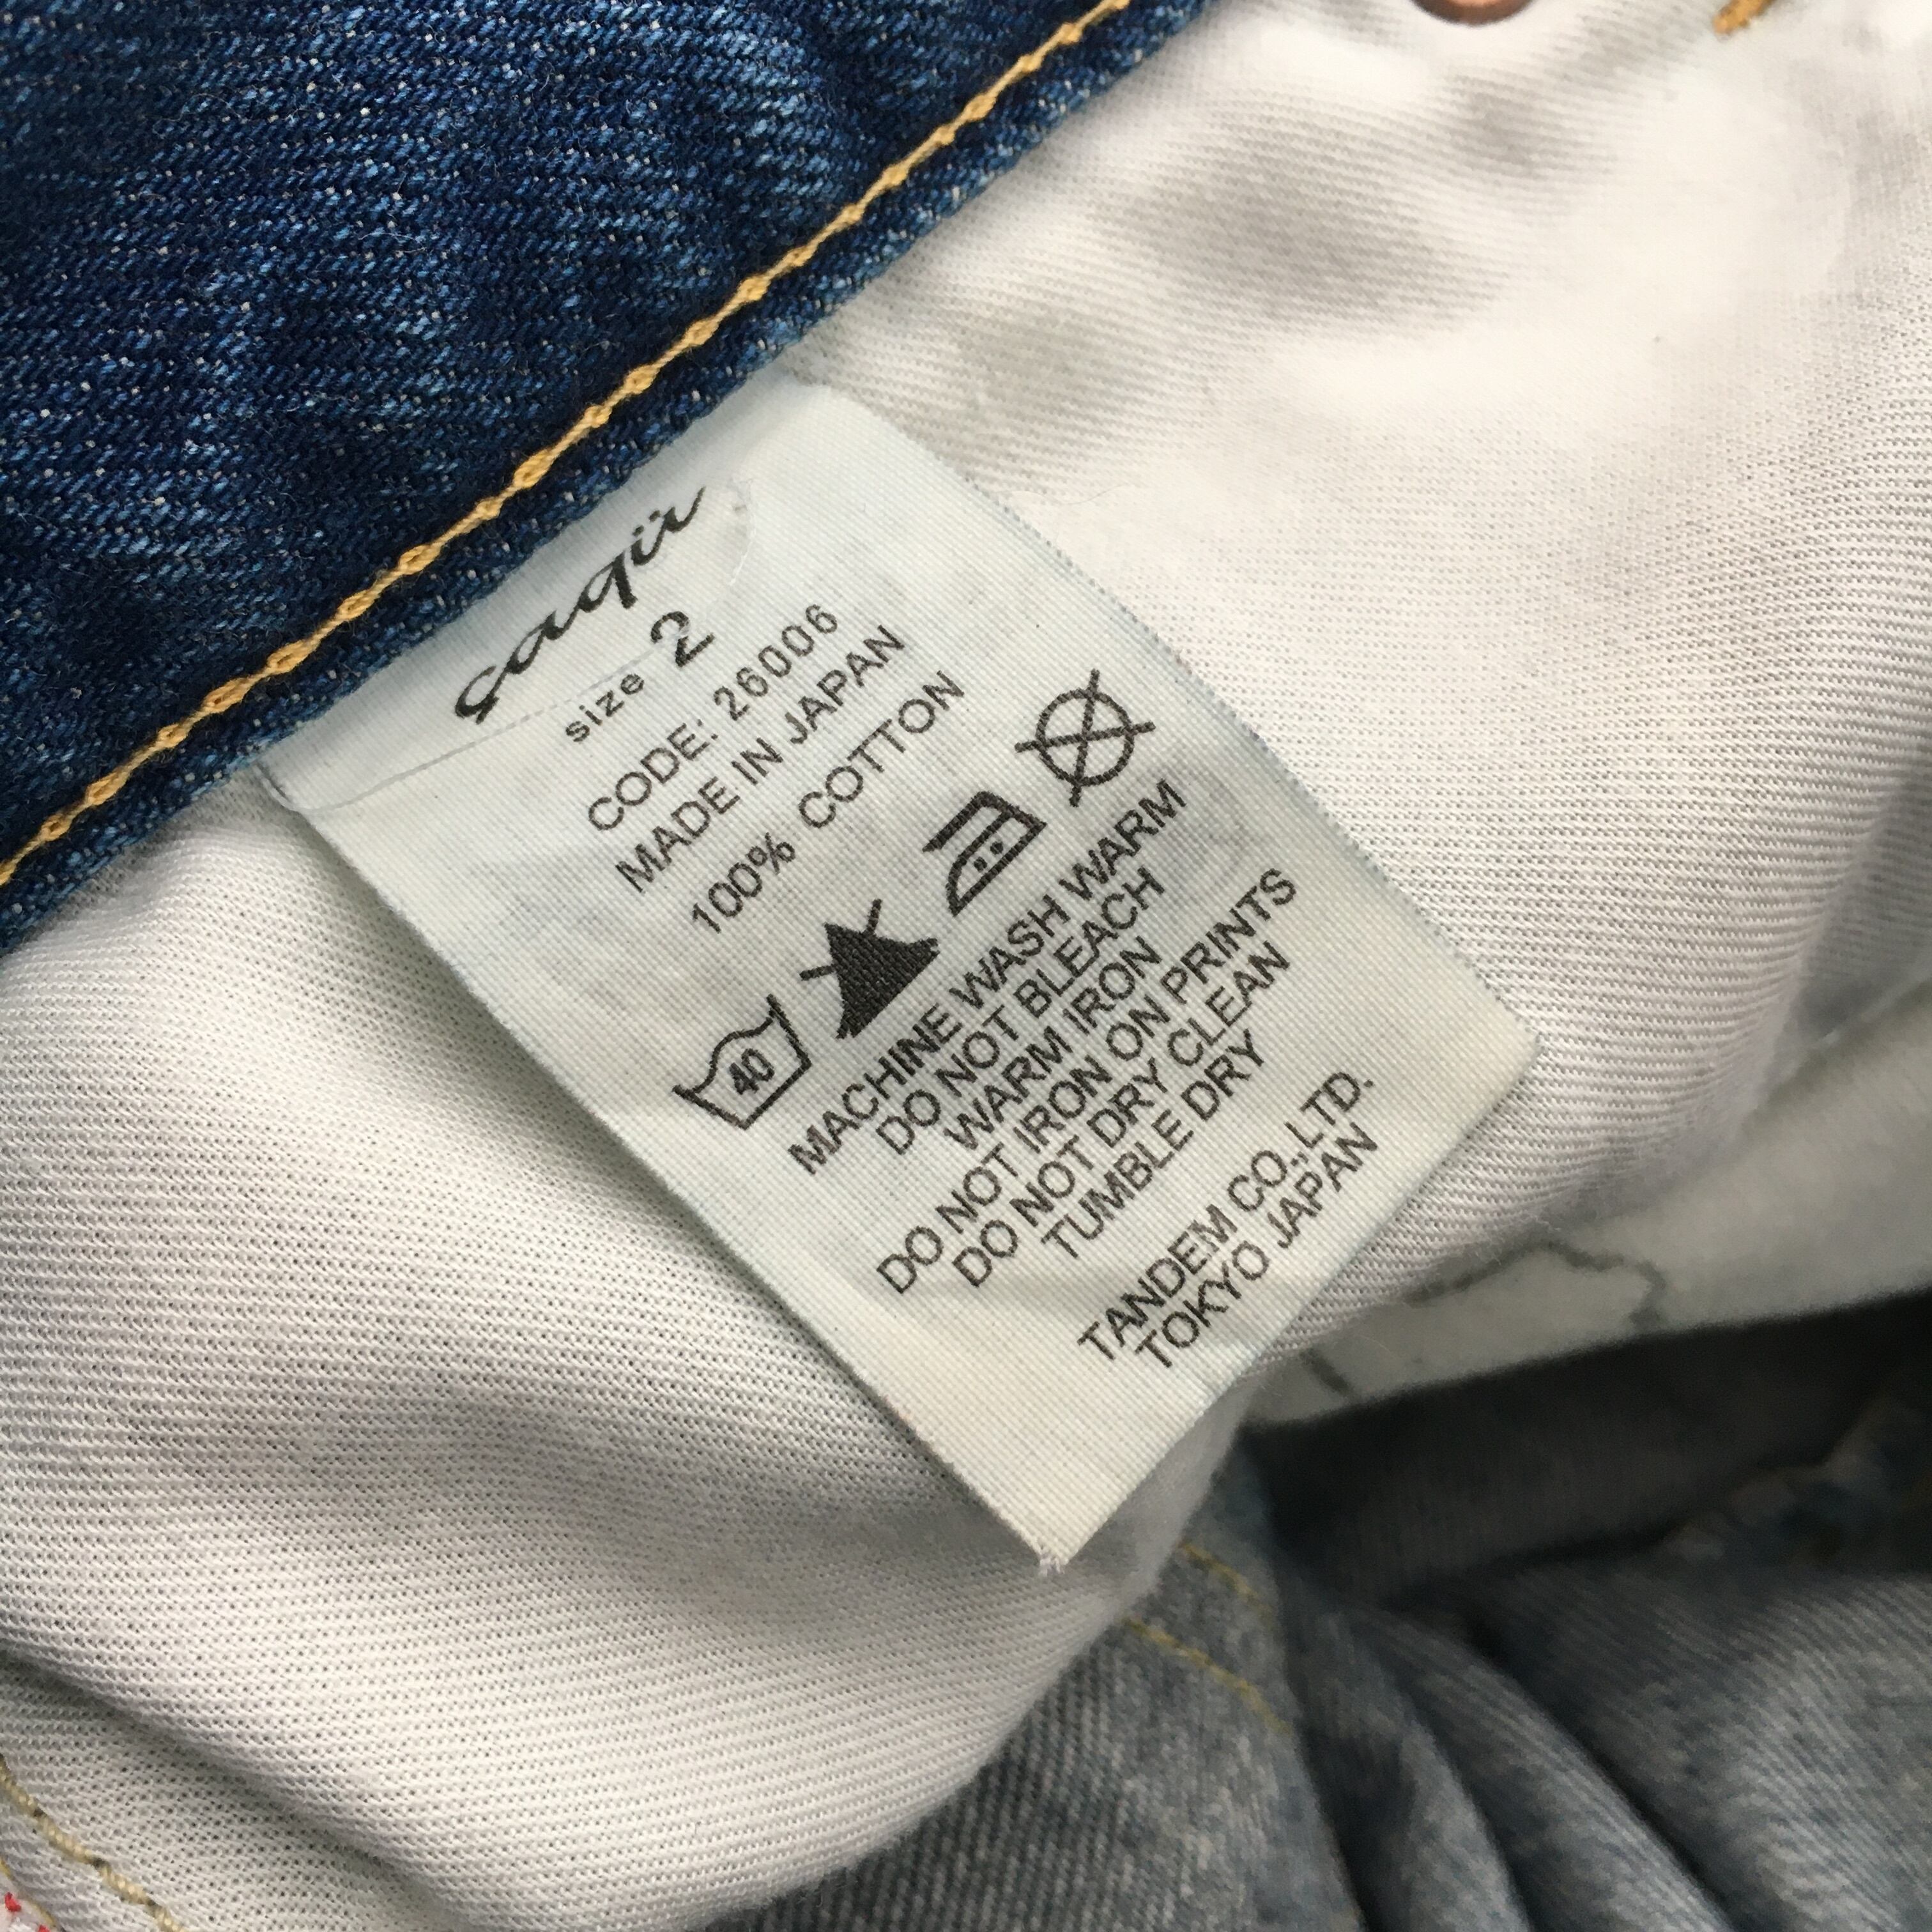 size 2
CODE: 26006
MADE IN JAPAN
100% COTTON
40
MACHINE WASH WARM
DO NOT BLEACH
WARM IRON
DO NOT IRON ON PRINTS
DO NOT DRY CLEAN
TUMBLE DRY
TANDEM CO.,LTD.
TOKYO JAPAN